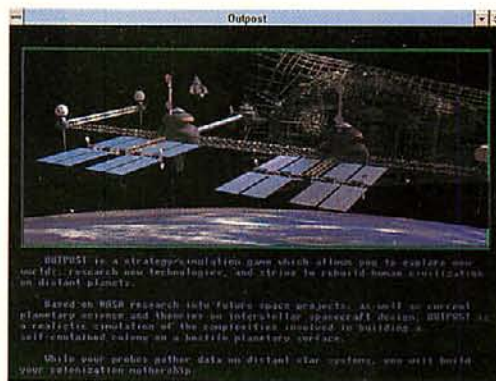 Outpost
OUTPOST is a strategy/simulation game which allows you to explore new
worlds, research new technologies, and strive to rebuild human civilization
on distant planets.
Based on NASA research into future space projects, as well as current
planetary science and theories on interstellar spacecraft design, OUTPOST is
a realistic simulation of the complexities involved in building a
self-contained colony on a hostile planetary surface.
While your probes gather data on distant star systems, you will build
your colonization mothership.